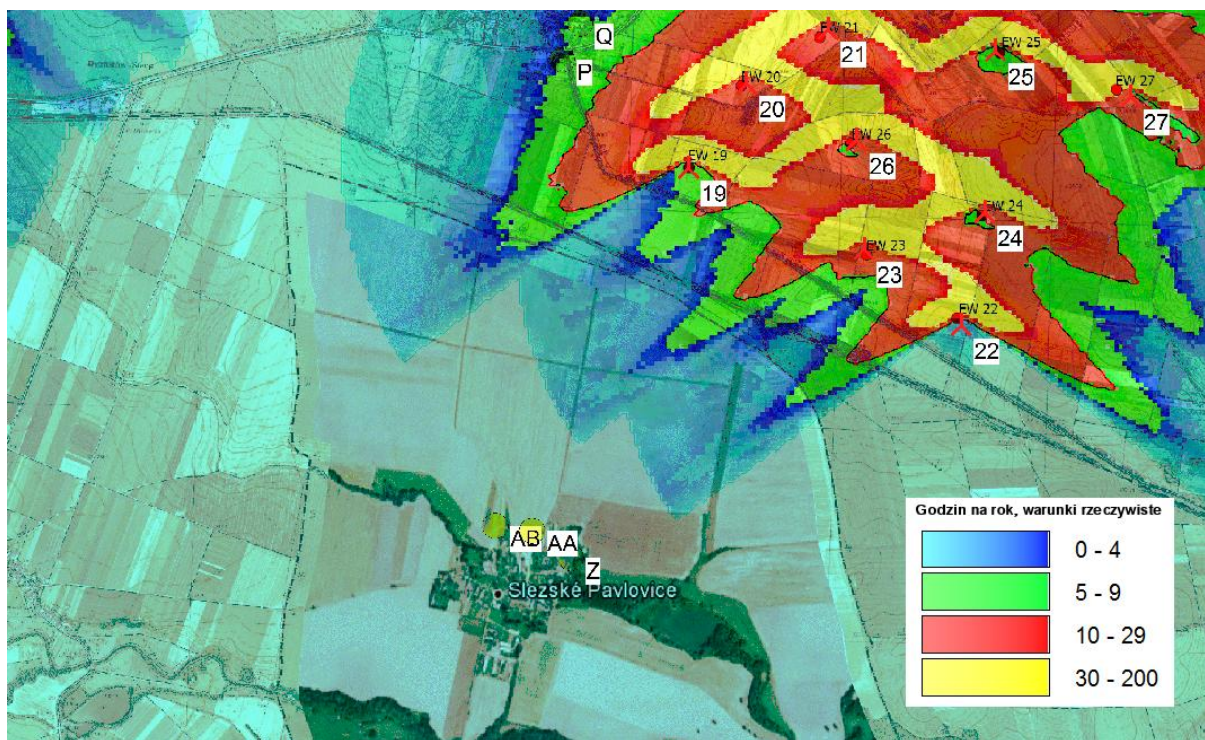 Q
P
EW 21
21
EW 25
25
EW 20
20
EW 27
27
EW 26
26
EW 19
19
EW 24
24
EW 23
23
EW 22
22
AB
AA
Z
Slezské Pavlovice
Godzin na rok, warunki rzeczywiste
0 - 4
5 - 9
10 - 29
30 - 200